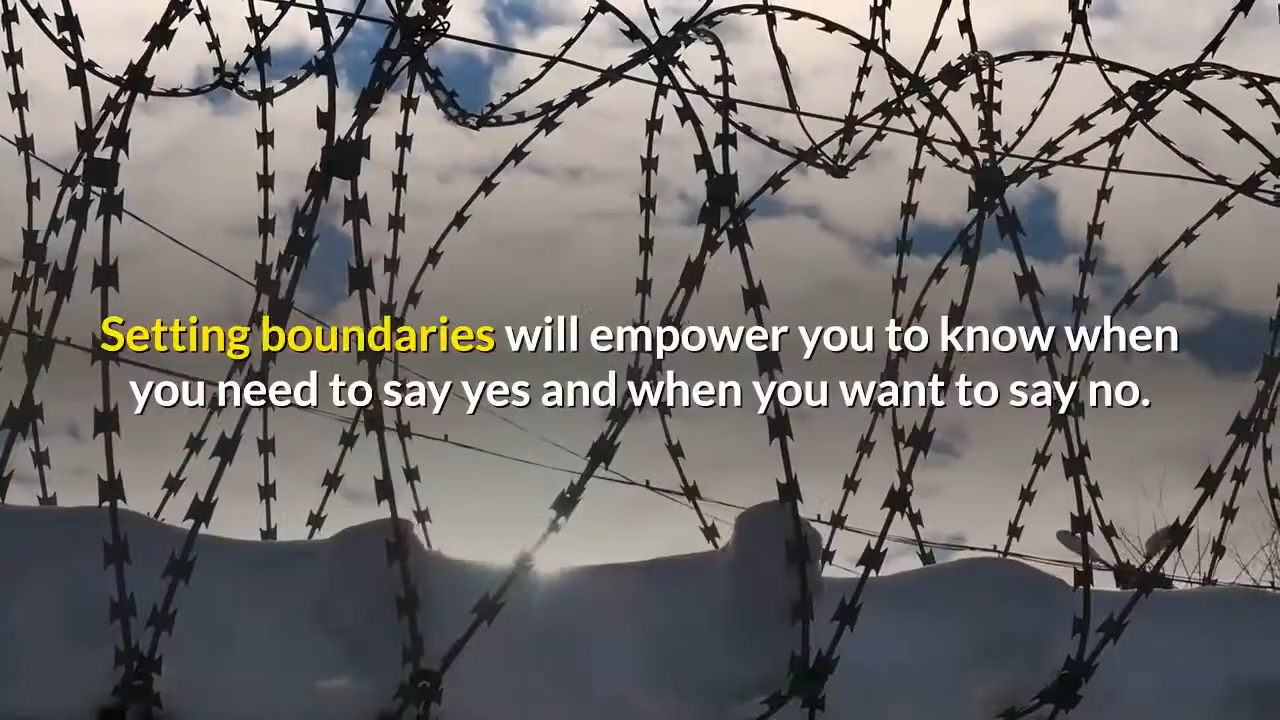 Setting boundaries will empower you to know when
you need to say yes and when you want to say no.